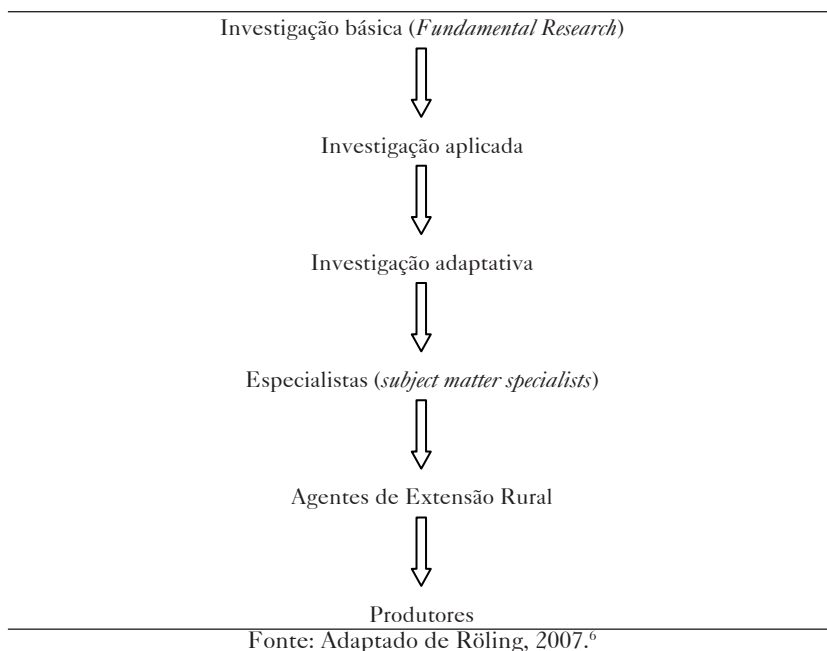 Investigação básica (Fundamental Research)
Investigação aplicada
Investigação adaptativa
Especialistas (subject matter specialists)
Agentes de Extensão Rural
Produtores
Fonte: Adaptado de Röling, 2007.⁶